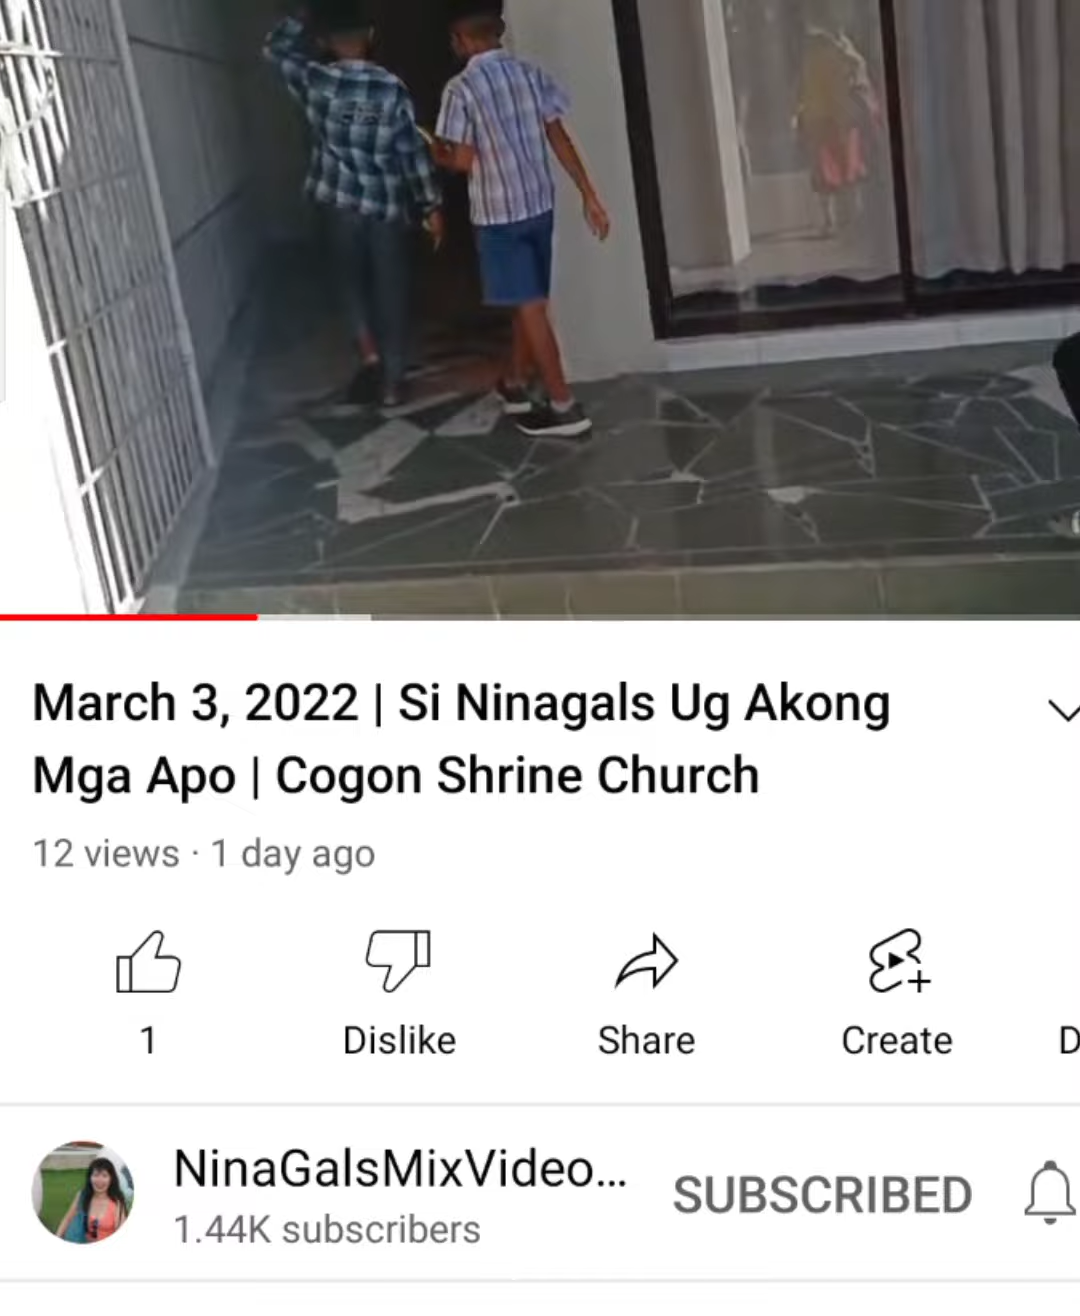 March 3, 2022 | Si Ninagals Ug Akong
Mga Apo | Cogon Shrine Church
12 views · 1 day ago
1 Dislike Share Create D
NinaGalsMixVideo...
SUBSCRIBED
1.44K subscribers